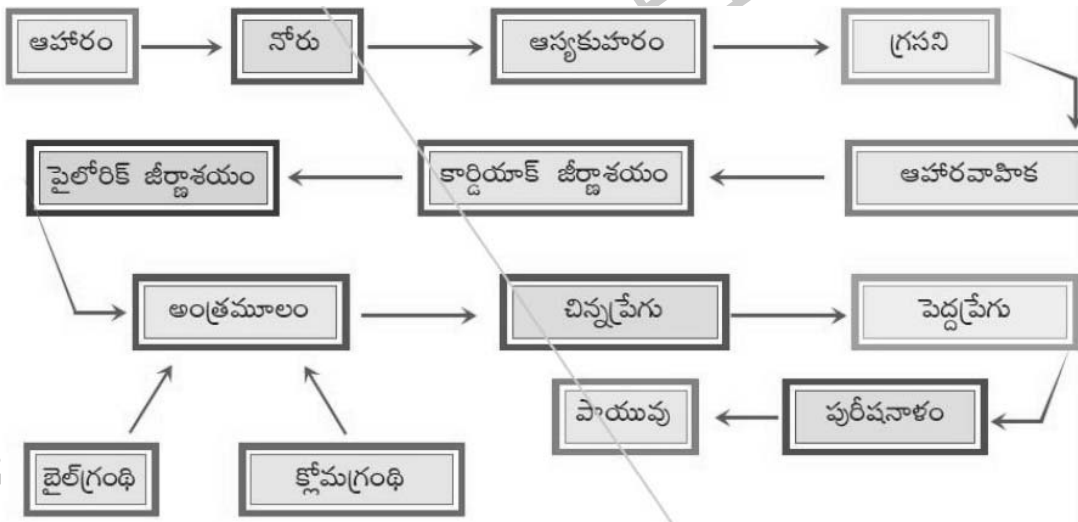 ఆహారం
నోరు
ఆస్యకుహరం
గ్రసని
ఆహారవాహిక
కార్డియాక్ జీర్ణాశయం
పైలోరిక్ జీర్ణాశయం
అంత్రమూలం
చిన్నప్రేగు
పెద్దప్రేగు
పురీషనాళం
పాయువు
బైల్‌గ్రంథి
క్లోమగ్రంథి